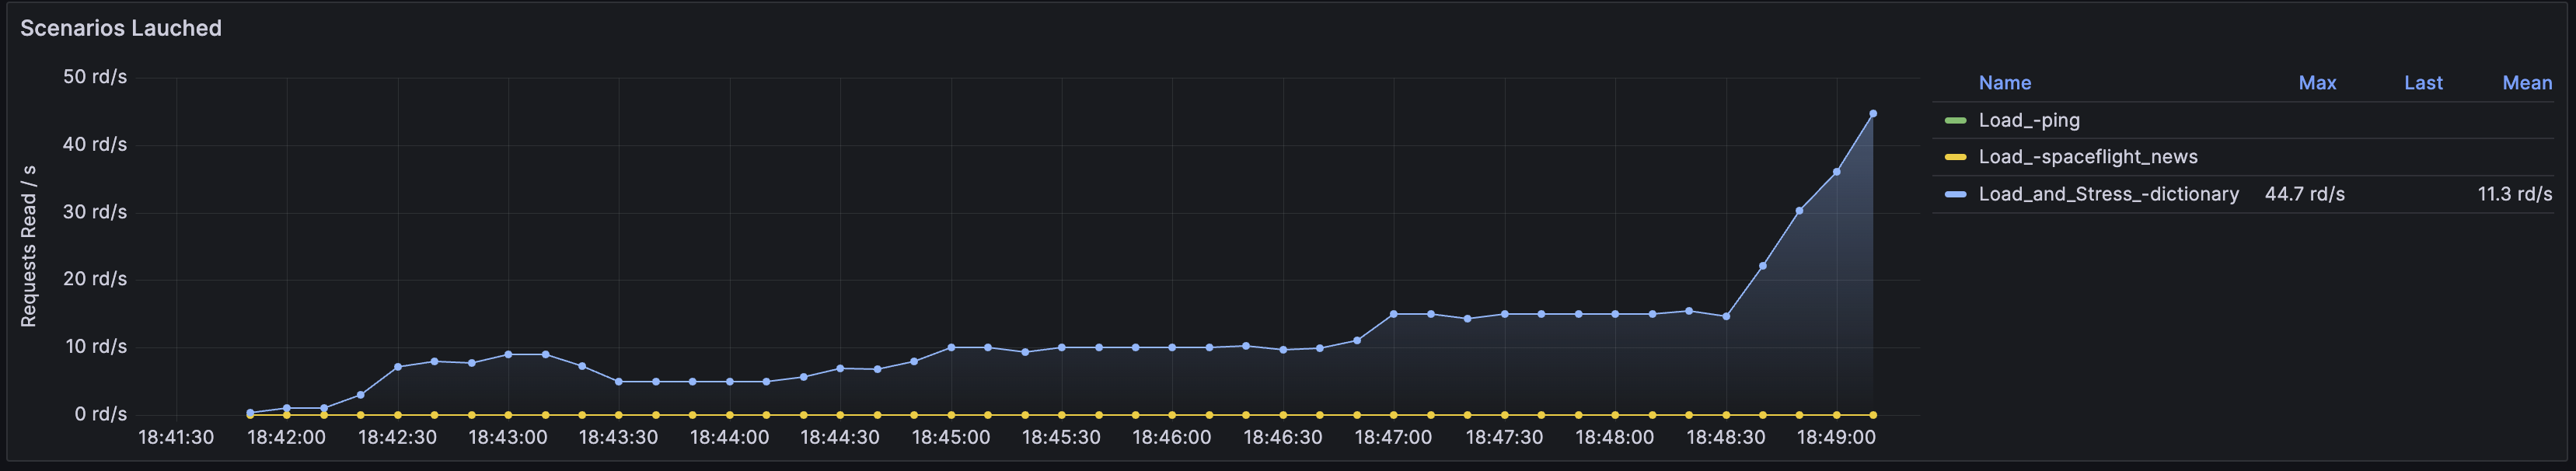 Scenarios Lauched
Requests Read / s
50 rd/s
40 rd/s
30 rd/s
20 rd/s
10 rd/s
0 rd/s
18:41:30 18:42:00 18:42:30 18:43:00 18:43:30 18:44:00 18:44:30 18:45:00 18:45:30 18:46:00 18:46:30 18:47:00 18:47:30 18:48:00 18:48:30 18:49:00
Name Max Last Mean
Load_-ping
Load_-spaceflight_news
Load_and_Stress_-dictionary 44.7 rd/s 11.3 rd/s